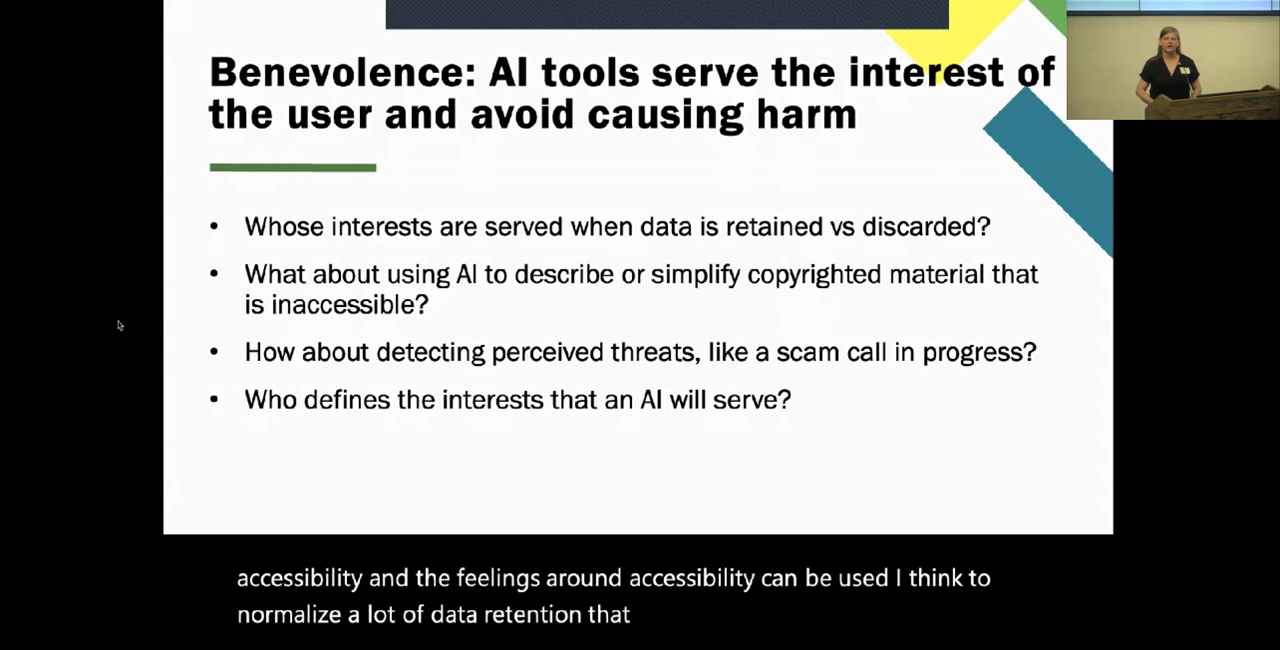 Benevolence: AI tools serve the interest of
the user and avoid causing harm
• Whose interests are served when data is retained vs discarded?
• What about using AI to describe or simplify copyrighted material that
is inaccessible?
• How about detecting perceived threats, like a scam call in progress?
• Who defines the interests that an AI will serve?
accessibility and the feelings around accessibility can be used I think to
normalize a lot of data retention that